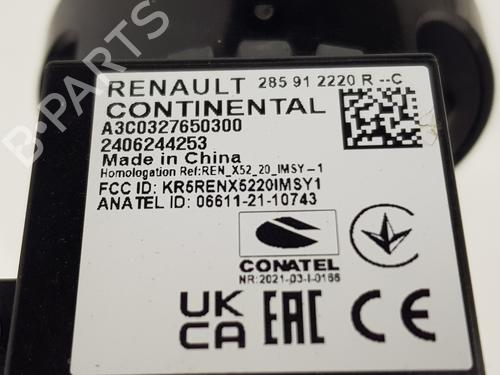 RENAULT 285 91 2220 R --C
CONTINENTAL
A3C0327650300
2406244253
Made in China
Homologation Ref:REN_X52_20_IMSY-1
FCC ID: KR5RENX5220IMSY1
ANATEL ID: 06611-21-10743
CONATEL
NR:2021-03-I-0166
UK
CA
EAC
CE